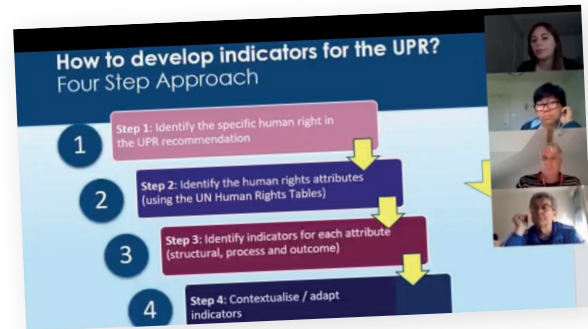 How to develop indicators for the UPR?
Four Step Approach
1
Step 1: Identify the specific human right in
the UPR recommendation
2
Step 2: Identify the human rights attributes
(using the UN Human Rights Tables)
3
Step 3: Identify indicators for each attribute
(structural, process and outcome)
4
Step 4: Contextualise / adapt
indicators